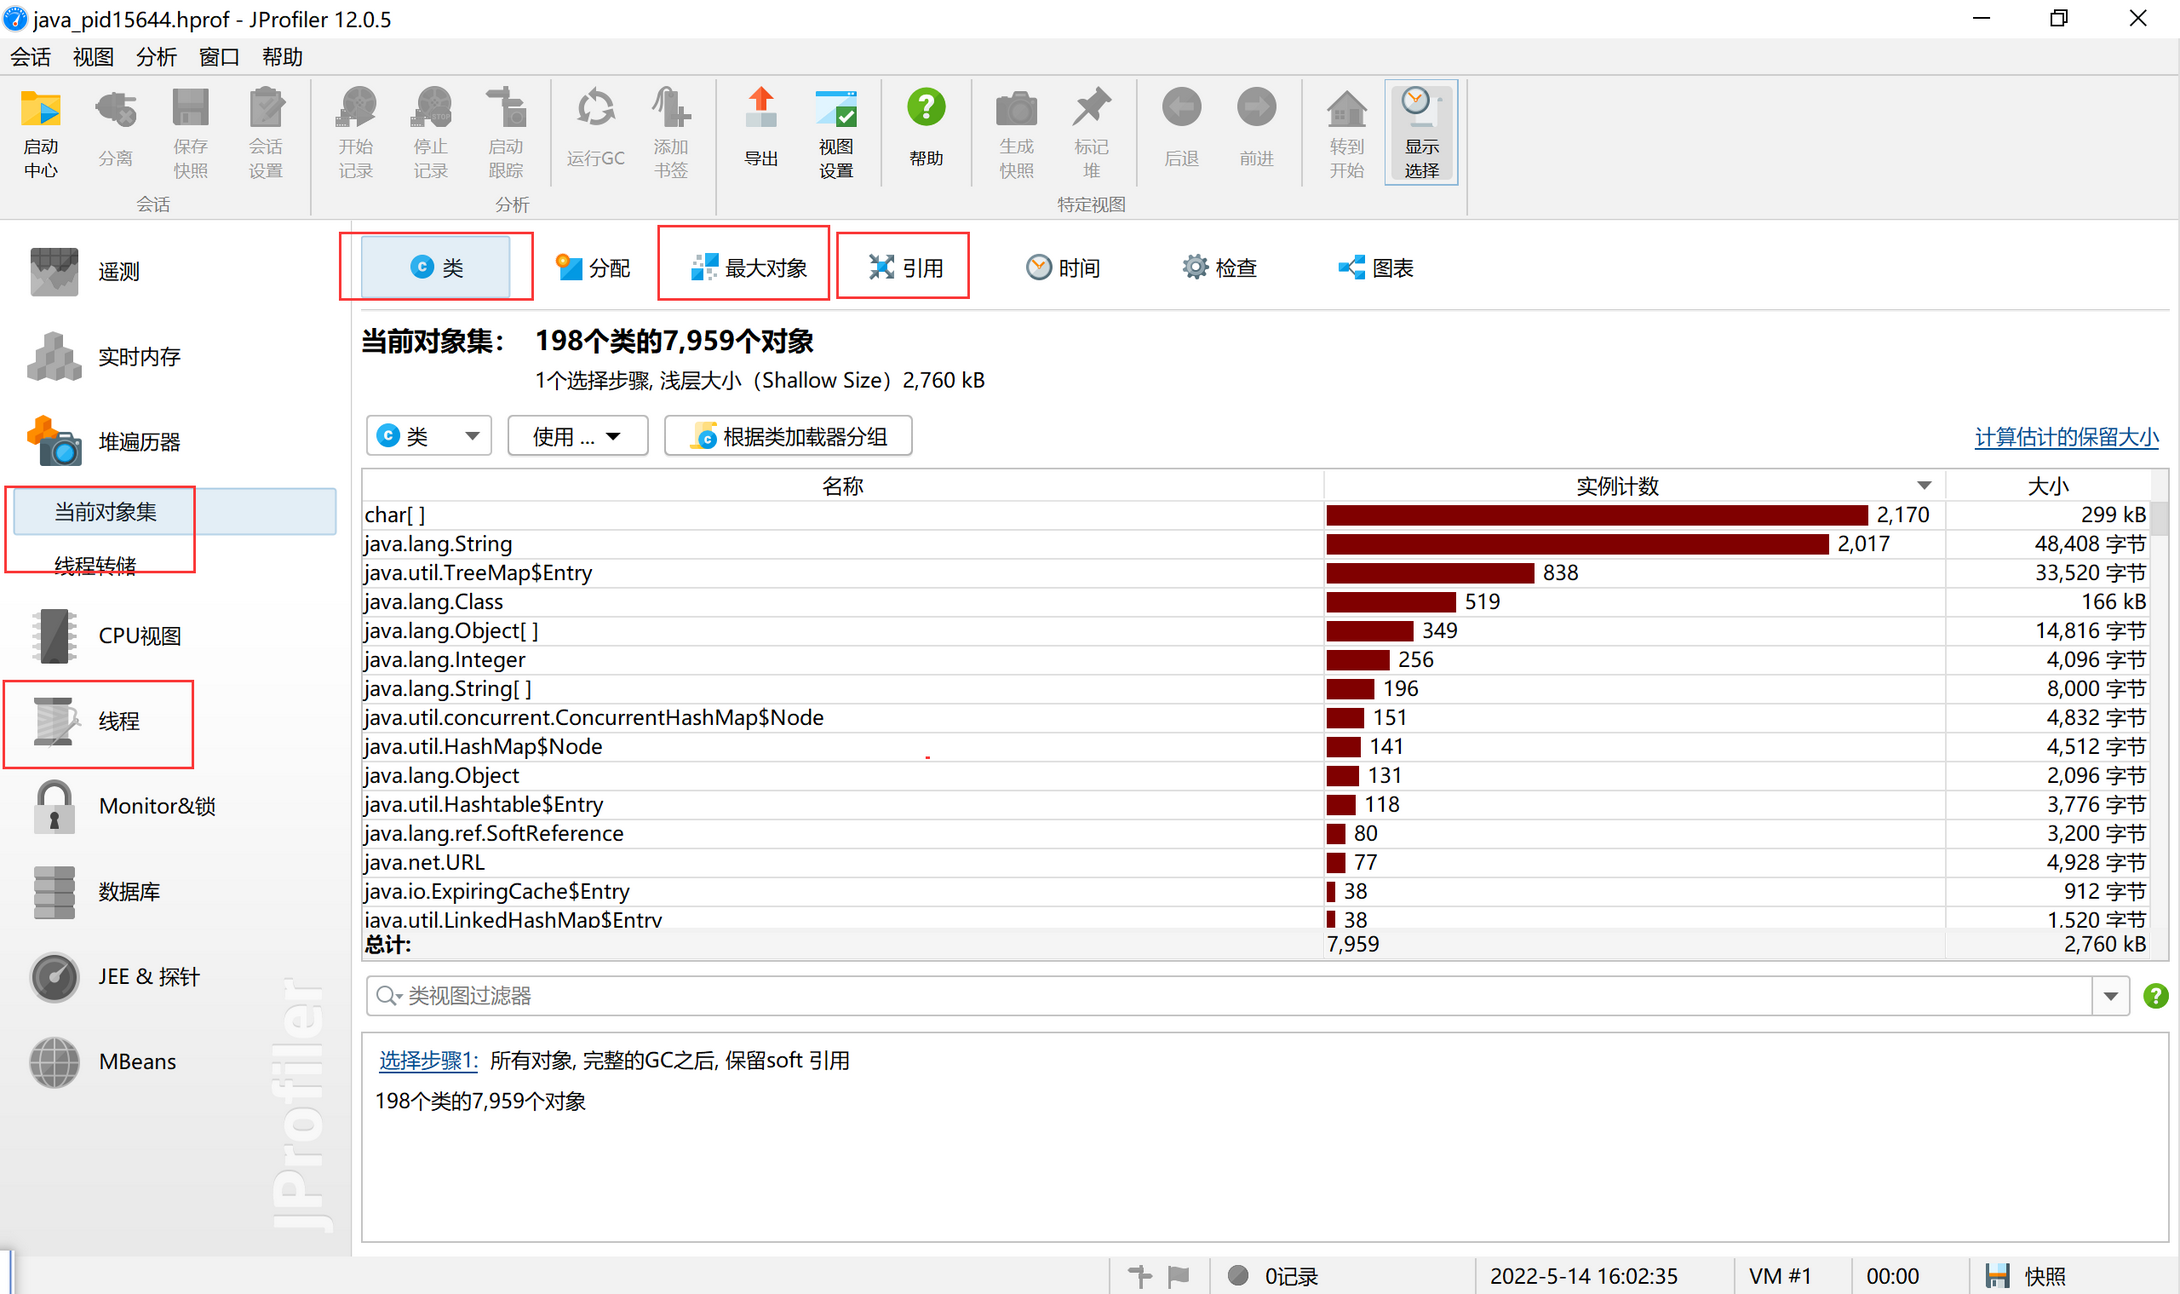 java_pid15644.hprof - JProfiler 12.0.5
会话 视图 分析 窗口 帮助
启动中心 分离 保存快照 会话设置 开始记录 停止记录 启动跟踪 运行GC 添加书签 导出 视图设置 帮助 生成快照 标记堆 后退 前进 转到开始 显示选择
会话 分析 特定视图
类 分配 最大对象 引用 时间 检查 图表
遥测
实时内存
堆遍历器
当前对象集
线程转储
CPU视图
线程
Monitor&锁
数据库
JEE & 探针
MBeans
JProfiler
当前对象集： 198个类的7,959个对象
1个选择步骤, 浅层大小（Shallow Size）2,760 kB
类 使用 ... 根据类加载器分组 计算估计的保留大小
名称 实例计数 大小
char[ ] 2,170 299 kB
java.lang.String 2,017 48,408 字节
java.util.TreeMap$Entry 838 33,520 字节
java.lang.Class 519 166 kB
java.lang.Object[ ] 349 14,816 字节
java.lang.Integer 256 4,096 字节
java.lang.String[ ] 196 8,000 字节
java.util.concurrent.ConcurrentHashMap$Node 151 4,832 字节
java.util.HashMap$Node 141 4,512 字节
java.lang.Object 131 2,096 字节
java.util.Hashtable$Entry 118 3,776 字节
java.lang.ref.SoftReference 80 3,200 字节
java.net.URL 77 4,928 字节
java.io.ExpiringCache$Entry 38 912 字节
java.util.LinkedHashMap$Entry 38 1,520 字节
总计: 7,959 2,760 kB
类视图过滤器
选择步骤1: 所有对象, 完整的GC之后, 保留soft 引用
198个类的7,959个对象
0记录 2022-5-14 16:02:35 VM #1 00:00 快照